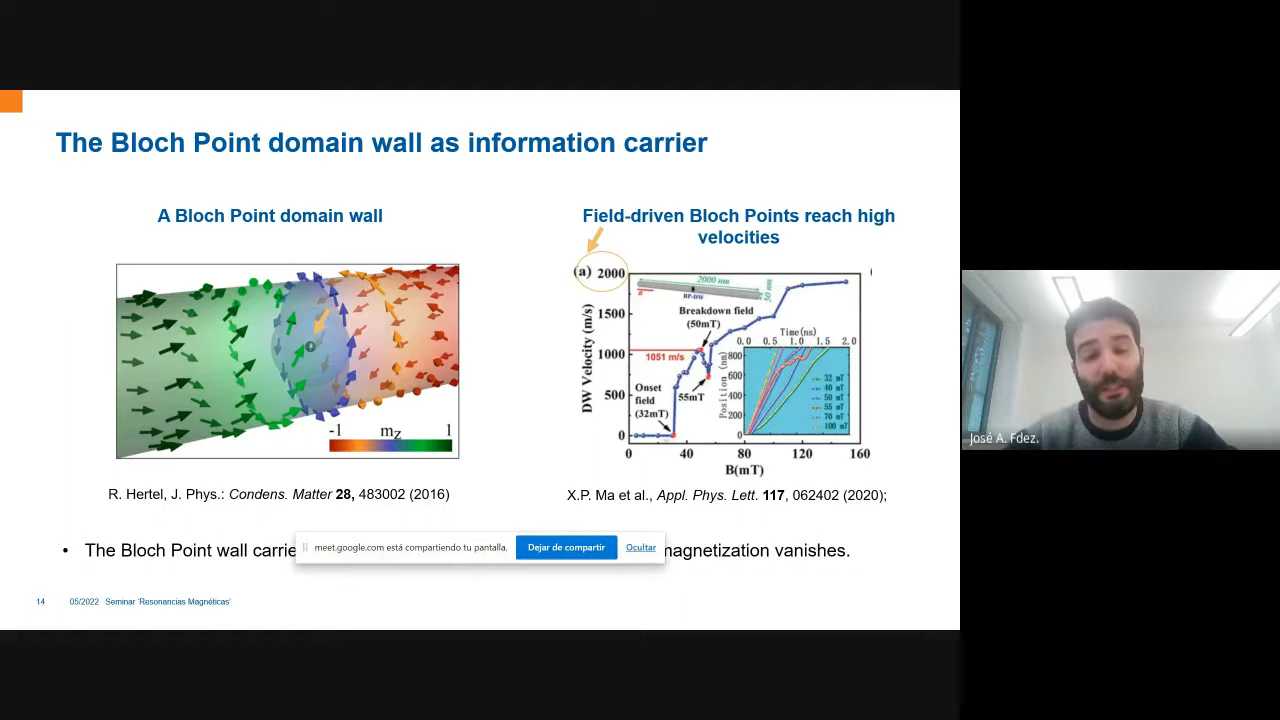 The Bloch Point domain wall as information carrier
A Bloch Point domain wall
-1 m_Z 1
R. Hertel, J. Phys.: Condens. Matter 28, 483002 (2016)
Field-driven Bloch Points reach high
velocities
(a)
DW Velocity (m/s)
2000
1500
1000
500
0
0 40 80 120 160
B(mT)
2000 nm
50 nm
BP-DW
Breakdown field
(50mT)
1051 m/s
Onset
field
(32mT)
55mT
Time(ns)
0.0 0.5 1.0 1.5 2.0
Position (nm)
800
600
400
200
0
32 mT
40 mT
50 mT
55 mT
70 mT
100 mT
X.P. Ma et al., Appl. Phys. Lett. 117, 062402 (2020);
• The Bloch Point wall carrie
magnetization vanishes.
meet.google.com está compartiendo tu pantalla. Dejar de compartir Ocultar
14 05/2022 Seminar 'Resonancias Magnéticas'
José A. Fdez.